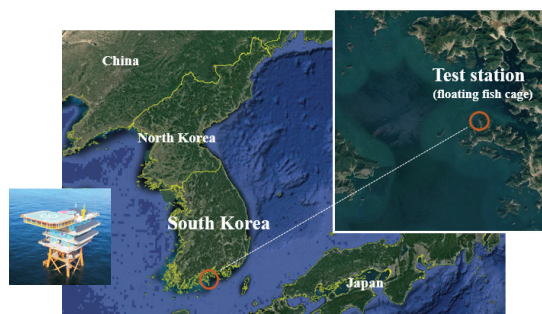 China
North Korea
South Korea
Japan
Test station
(floating fish cage)